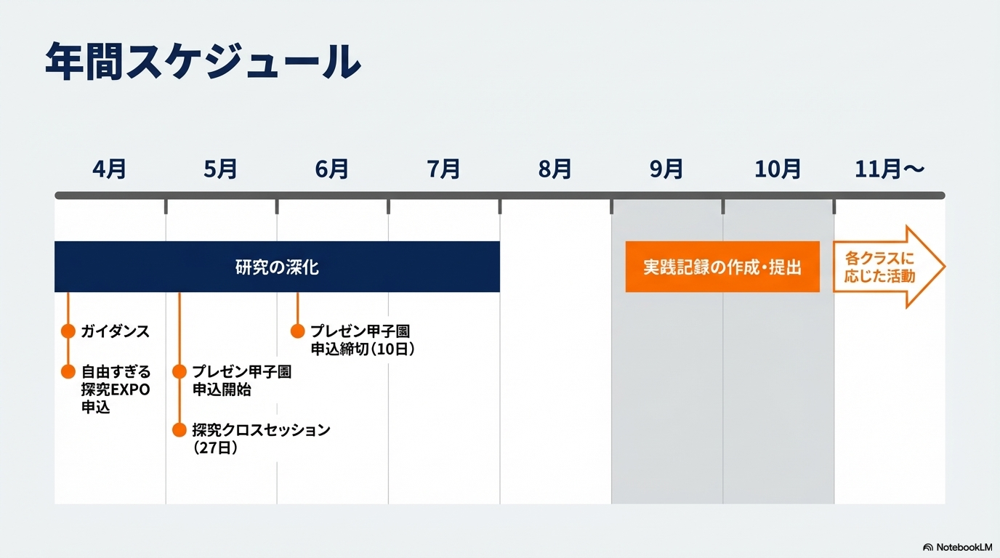 年間スケジュール
4月
5月
6月
7月
8月
9月
10月
11月～
研究の深化
実践記録の作成・提出
各クラスに
応じた活動
ガイダンス
自由すぎる
探究EXPO
申込
プレゼン甲子園
申込開始
探究クロスセッション
（27日）
プレゼン甲子園
申込締切（10日）
NotebookLM